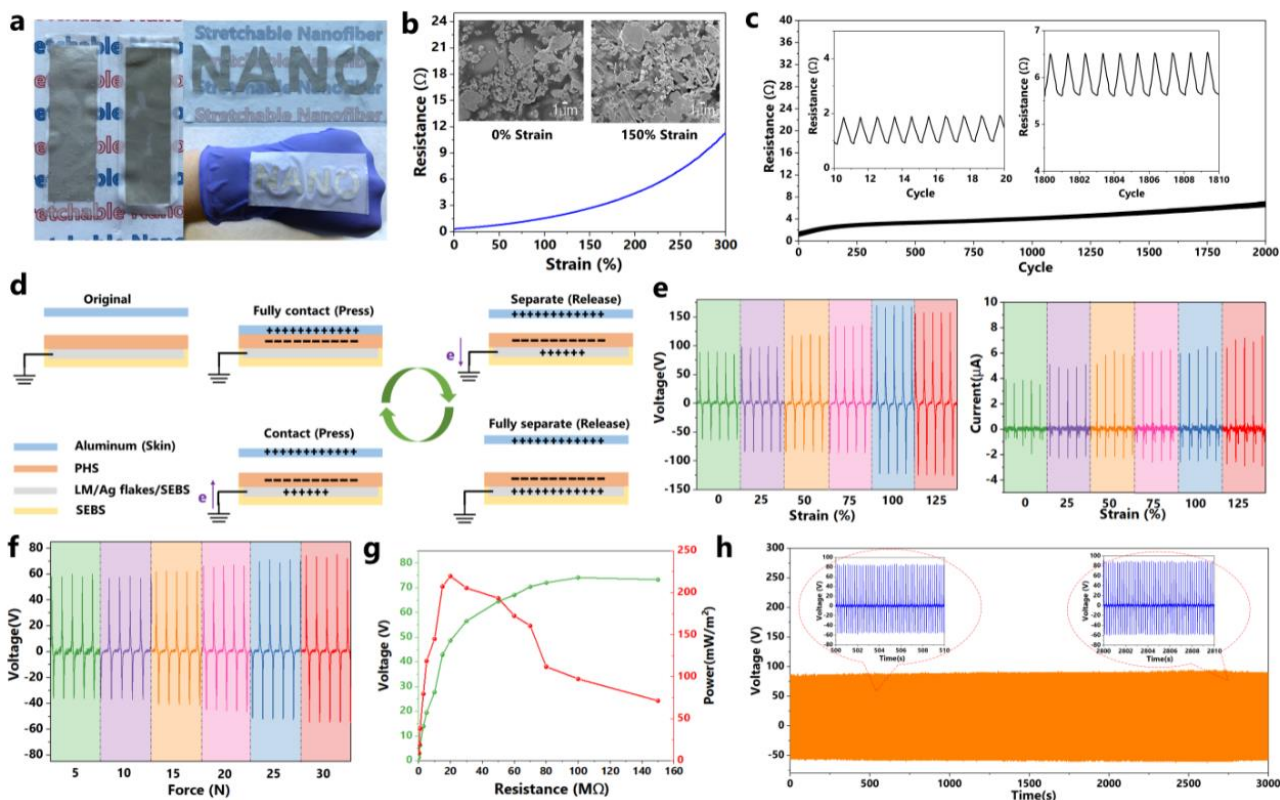 a
Stretchable Nanofiber
NANO
Stretchable Nanofiber
NANO
b
24
21
18
15
12
9
6
3
0
Resistance (Ω)
1μm
1μm
0% Strain
150% Strain
0 50 100 150 200 250 300
Strain (%)
c
40
36
32
28
24
20
16
12
8
4
0
Resistance (Ω)
4
2
0
Resistance (Ω)
10 12 14 16 18 20
Cycle
7
6
5
4
Resistance (Ω)
1800 1802 1804 1806 1808 1810
Cycle
0 250 500 750 1000 1250 1500 1750 2000
Cycle
d
Original
Fully contact (Press)
Separate (Release)
e
Contact (Press)
Fully separate (Release)
e
Aluminum (Skin)
PHS
LM/Ag flakes/SEBS
SEBS
e
150
100
50
0
-50
-100
-150
Voltage(V)
0 25 50 75 100 125
Strain (%)
10
8
6
4
2
0
-2
-4
Current(μA)
0 25 50 75 100 125
Strain (%)
f
80
60
40
20
0
-20
-40
-60
-80
Voltage(V)
5 10 15 20 25 30
Force (N)
g
80
70
60
50
40
30
20
10
0
Voltage (V)
250
200
150
100
50
0
Power(mW/m²)
0 20 40 60 80 100 120 140 160
Resistance (MΩ)
h
300
250
200
150
100
50
0
-50
Voltage (V)
100
80
60
40
20
0
-20
-40
-60
-80
Voltage (V)
500 502 504 506 508 510
Time(s)
100
80
60
40
20
0
-20
-40
-60
-80
Voltage (V)
2800 2802 2804 2806 2808 2810
Time(s)
0 500 1000 1500 2000 2500 3000
Time(s)